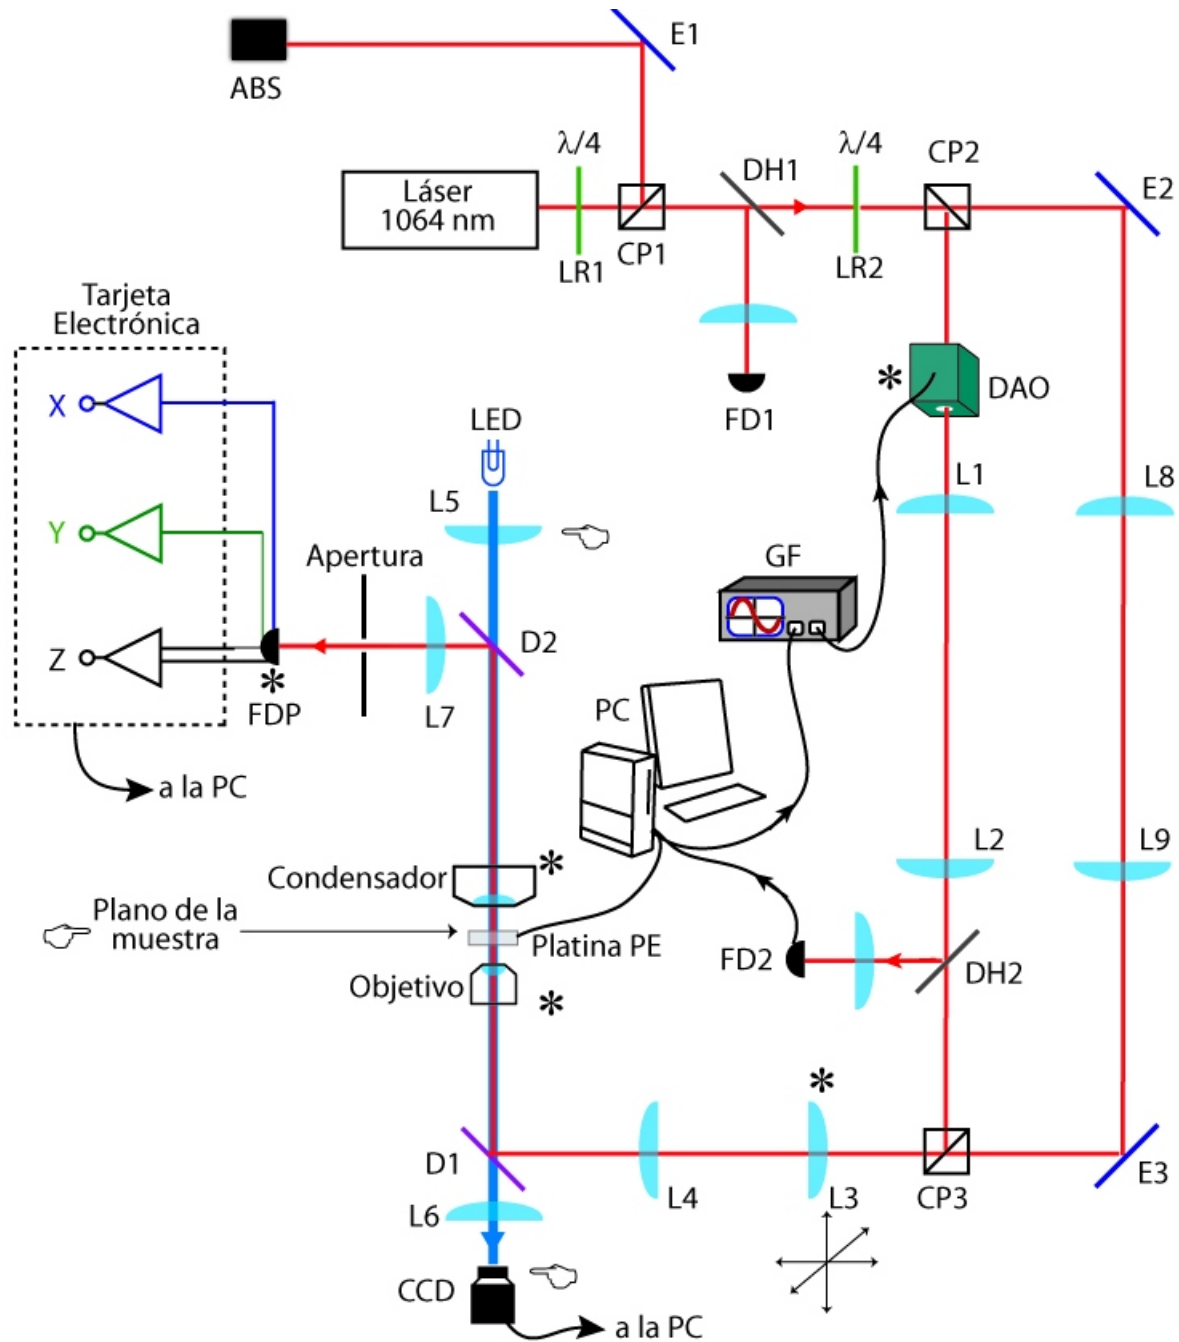 E1
ABS
λ/4
Láser
1064 nm
LR1
CP1
DH1
λ/4
LR2
CP2
E2
FD1
Tarjeta
Electrónica
X
Y
Z
FDP
*
a la PC
LED
L5
Apertura
L7
D2
*
DAO
L1
L8
GF
PC
L2
L9
Condensador
*
Plano de la
muestra
Platina PE
Objetivo
*
FD2
DH2
*
D1
L4
L3
CP3
E3
L6
CCD
a la PC